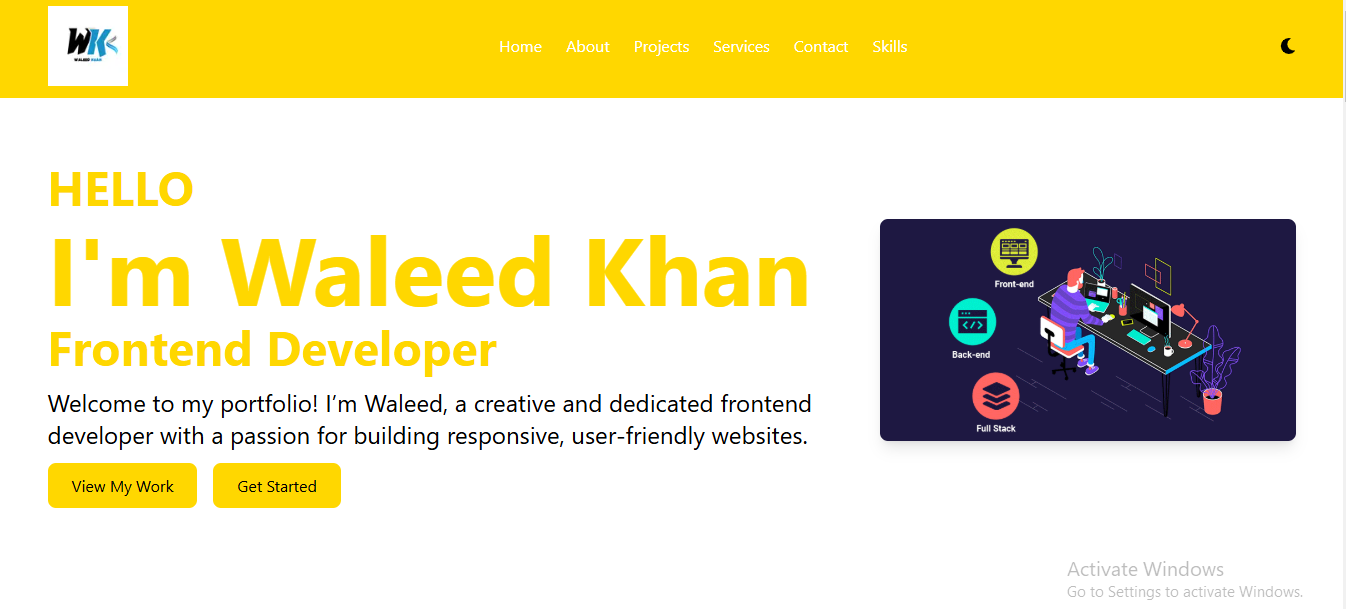 WK
WALEED KHAN
Home About Projects Services Contact Skills
HELLO
I'm Waleed Khan
Frontend Developer
Welcome to my portfolio! I’m Waleed, a creative and dedicated frontend
developer with a passion for building responsive, user-friendly websites.
View My Work Get Started
Front-end
Back-end
Full Stack
Activate Windows
Go to Settings to activate Windows.